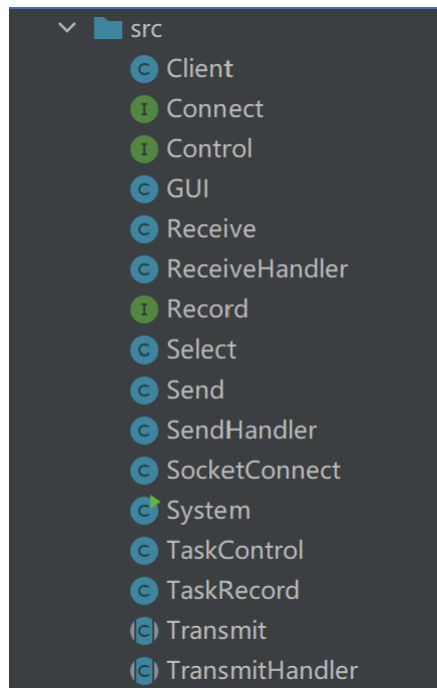 src
C Client
I Connect
I Control
C GUI
C Receive
C ReceiveHandler
I Record
C Select
C Send
C SendHandler
C SocketConnect
C System
C TaskControl
C TaskRecord
C Transmit
C TransmitHandler